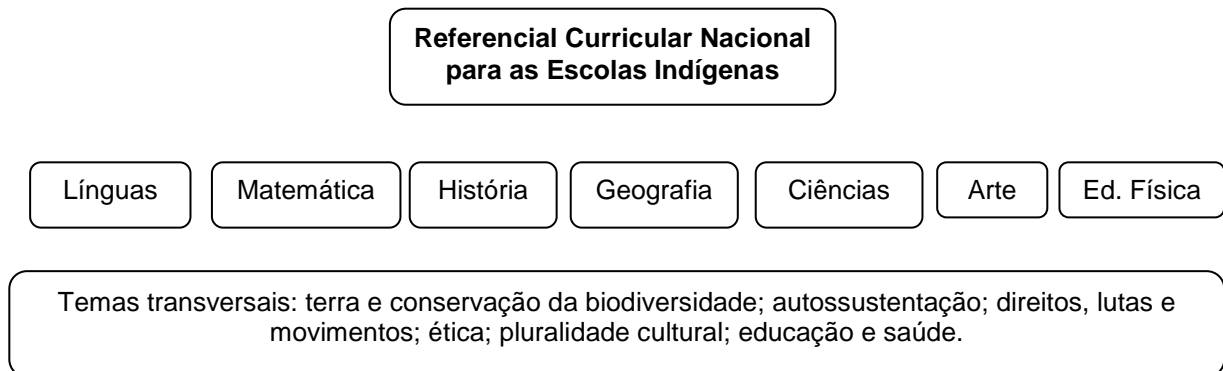 Referencial Curricular Nacional
para as Escolas Indígenas
Línguas Matemática História Geografia Ciências Arte Ed. Física
Temas transversais: terra e conservação da biodiversidade; autossustentação; direitos, lutas e
movimentos; ética; pluralidade cultural; educação e saúde.